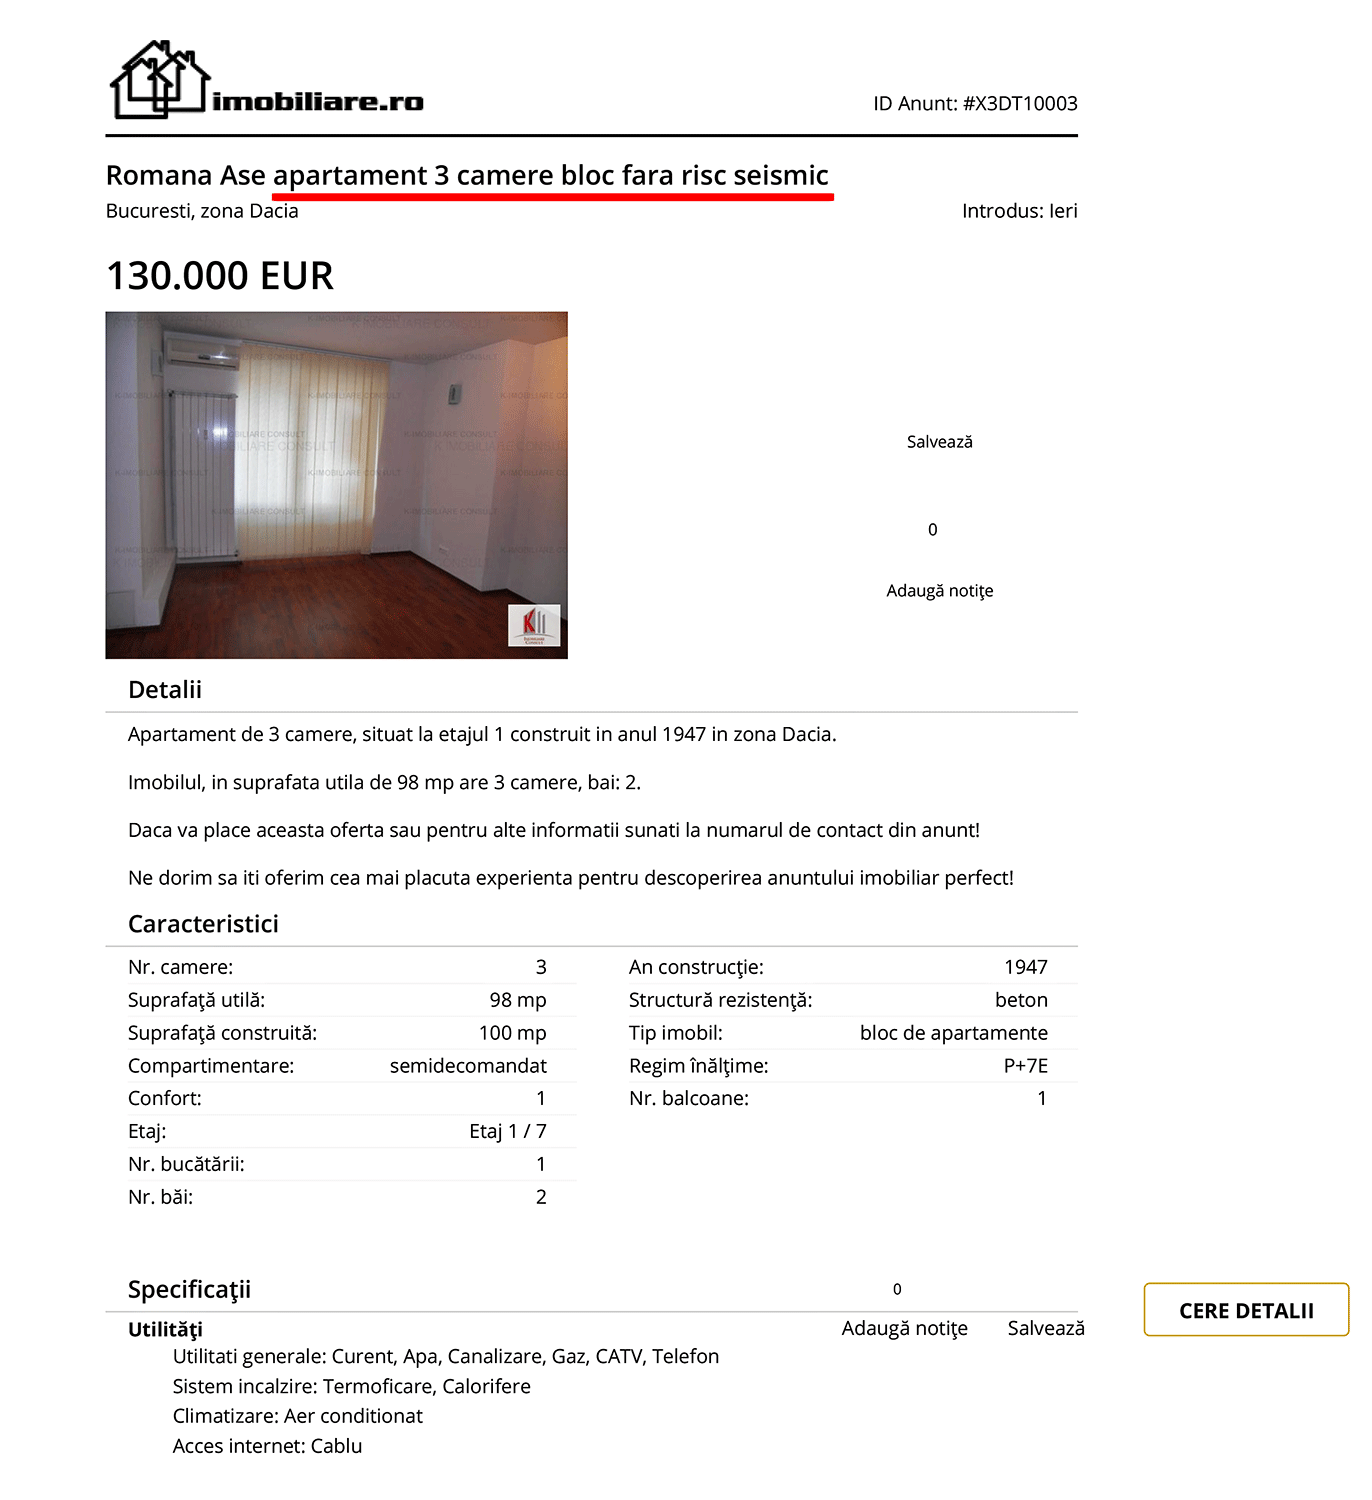 imobiliare.ro
ID Anunt: #X3DT10003
Romana Ase apartament 3 camere bloc fara risc seismic
Bucuresti, zona Dacia
Introdus: Ieri
130.000 EUR
K-IMOBILIARE CONSULT
Salvează
0
Adaugă notițe
Detalii
Apartament de 3 camere, situat la etajul 1 construit in anul 1947 in zona Dacia.
Imobilul, in suprafata utila de 98 mp are 3 camere, bai: 2.
Daca va place aceasta oferta sau pentru alte informatii sunati la numarul de contact din anunt!
Ne dorim sa iti oferim cea mai placuta experienta pentru descoperirea anuntului imobiliar perfect!
Caracteristici
Nr. camere: 3
Suprafaţă utilă: 98 mp
Suprafaţă construită: 100 mp
Compartimentare: semidecomandat
Confort: 1
Etaj: Etaj 1 / 7
Nr. bucătării: 1
Nr. băi: 2
An construcţie: 1947
Structură rezistenţă: beton
Tip imobil: bloc de apartamente
Regim înălţime: P+7E
Nr. balcoane: 1
Specificaţii
0
CERE DETALII
Utilităţi
Adaugă notițe
Salvează
Utilitati generale: Curent, Apa, Canalizare, Gaz, CATV, Telefon
Sistem incalzire: Termoficare, Calorifere
Climatizare: Aer conditionat
Acces internet: Cablu